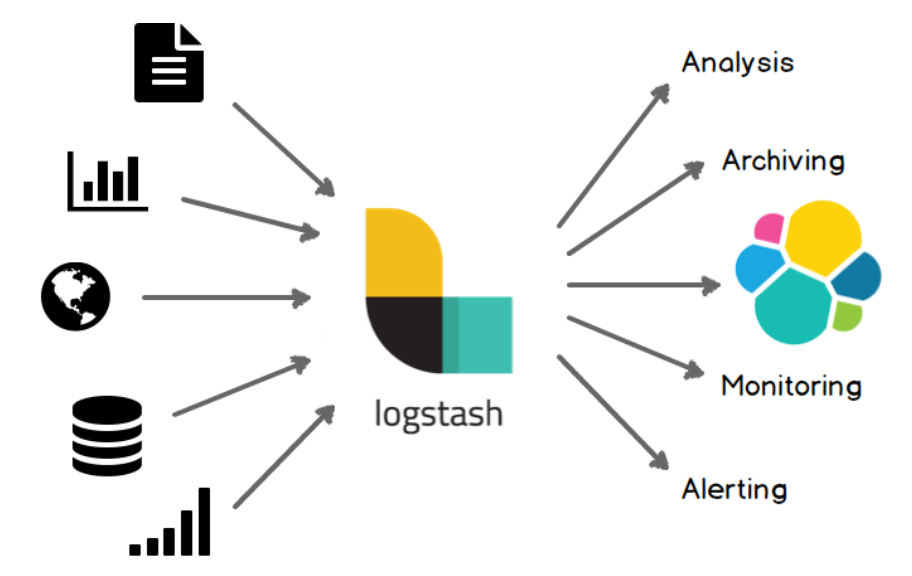 Analysis
Archiving
logstash
Monitoring
Alerting